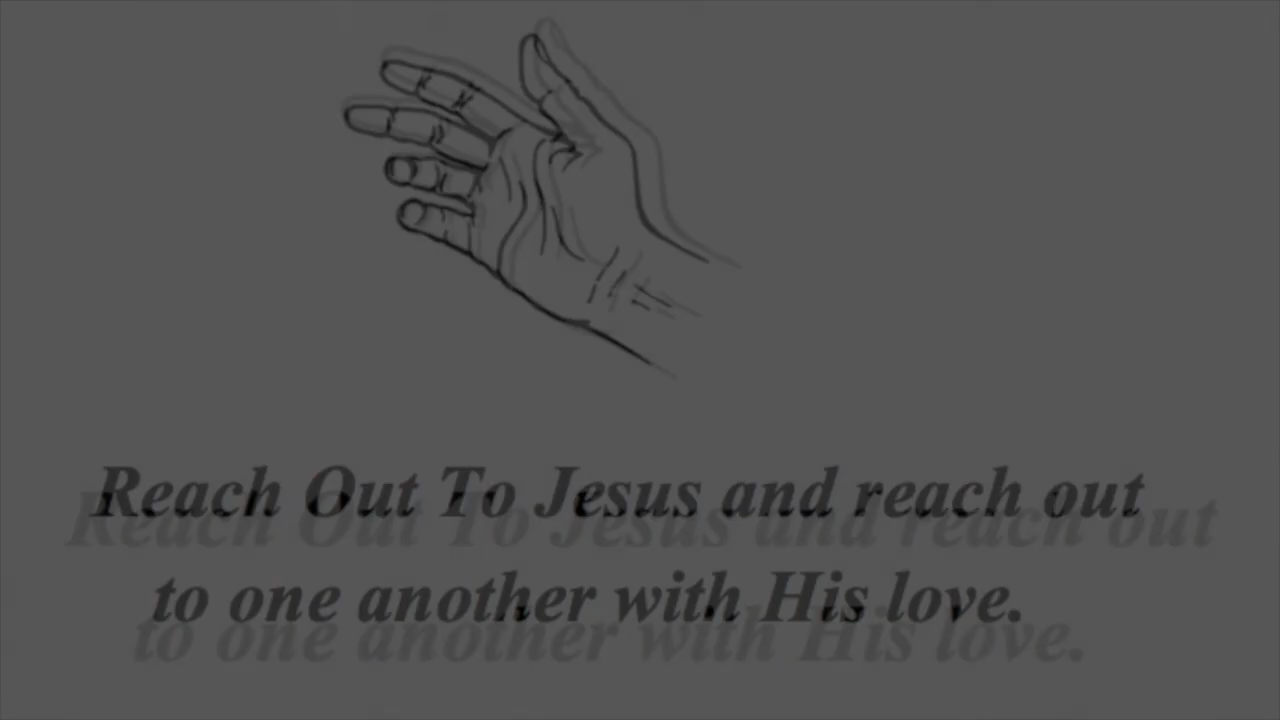 Reach Out To Jesus and reach out
to one another with His love.